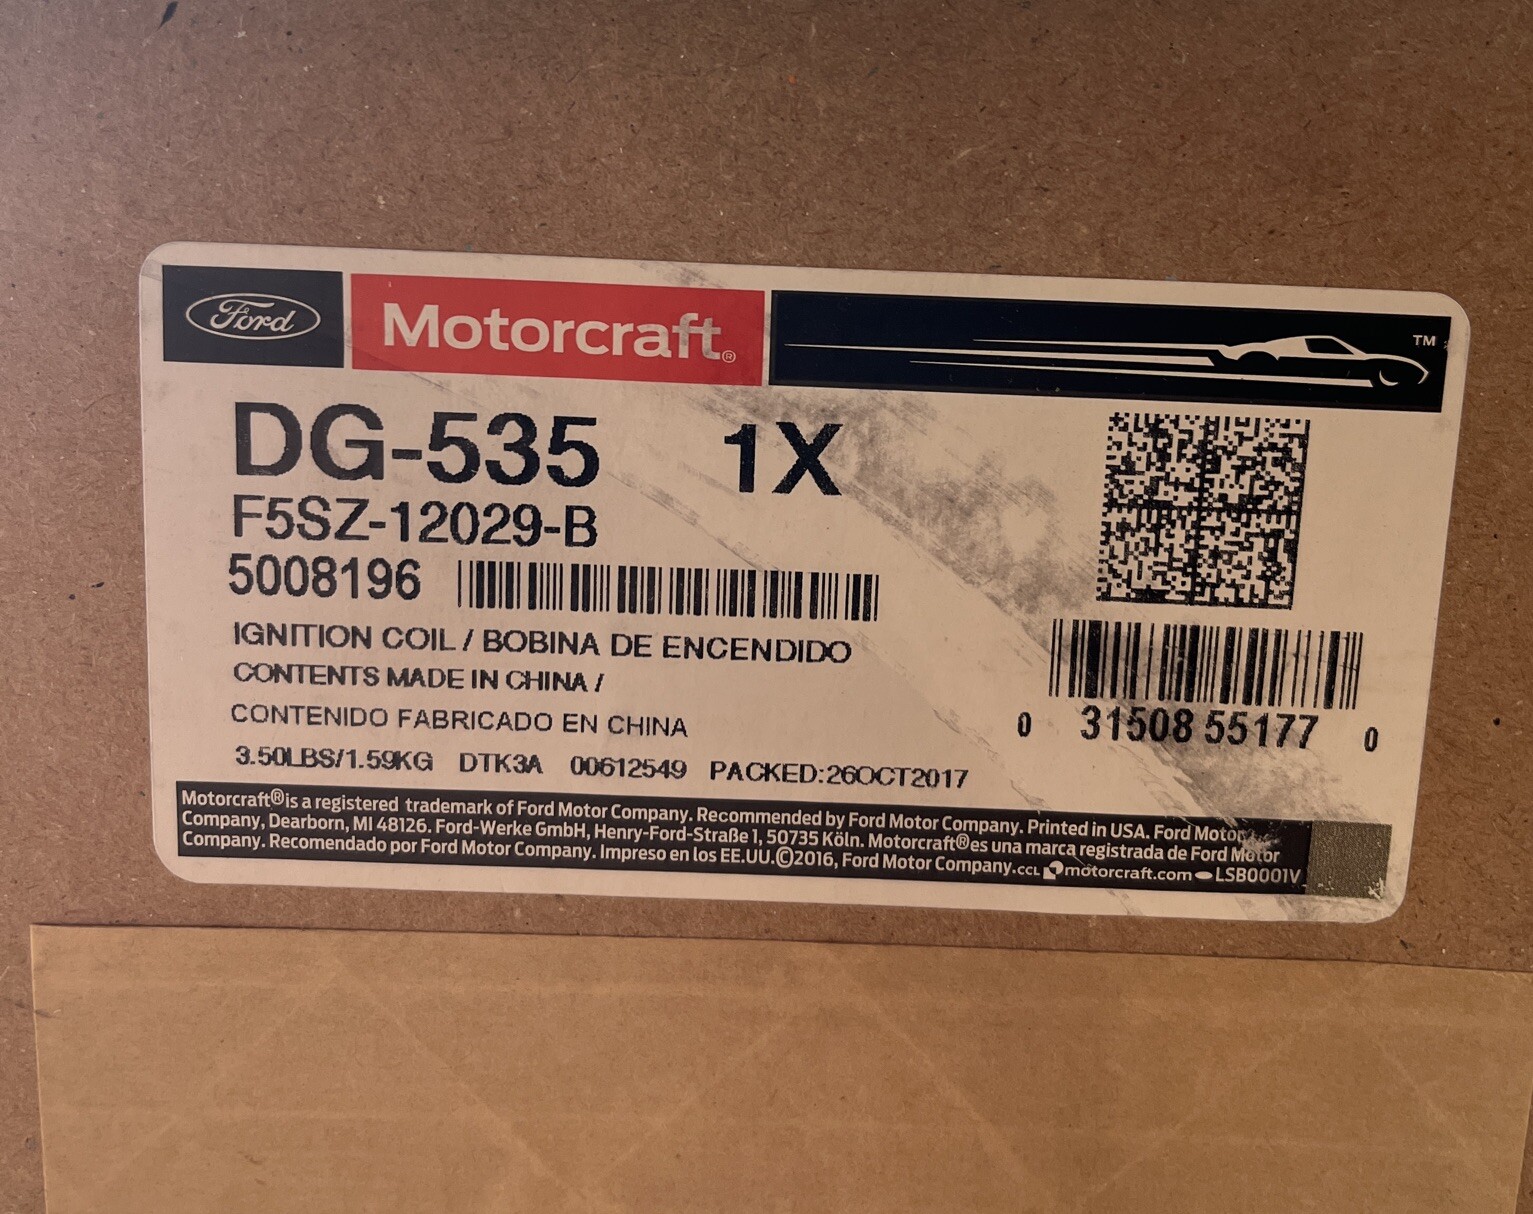 Ford Motorcraft® TM
DG-535 1X
F5SZ-12029-B
5008196
IGNITION COIL / BOBINA DE ENCENDIDO
CONTENTS MADE IN CHINA /
CONTENIDO FABRICADO EN CHINA
0 31508 55177 0
3.50LBS/1.59KG DTK3A 00612549 PACKED:26OCT2017
Motorcraft® is a registered trademark of Ford Motor Company. Recommended by Ford Motor Company. Printed in USA. Ford Motor
Company, Dearborn, MI 48126. Ford-Werke GmbH, Henry-Ford-Straße 1, 50735 Köln. Motorcraft® es una marca registrada de Ford Motor
Company. Recomendado por Ford Motor Company. Impreso en los EE.UU. ©2016, Ford Motor Company. CCL motorcraft.com LSB0001V